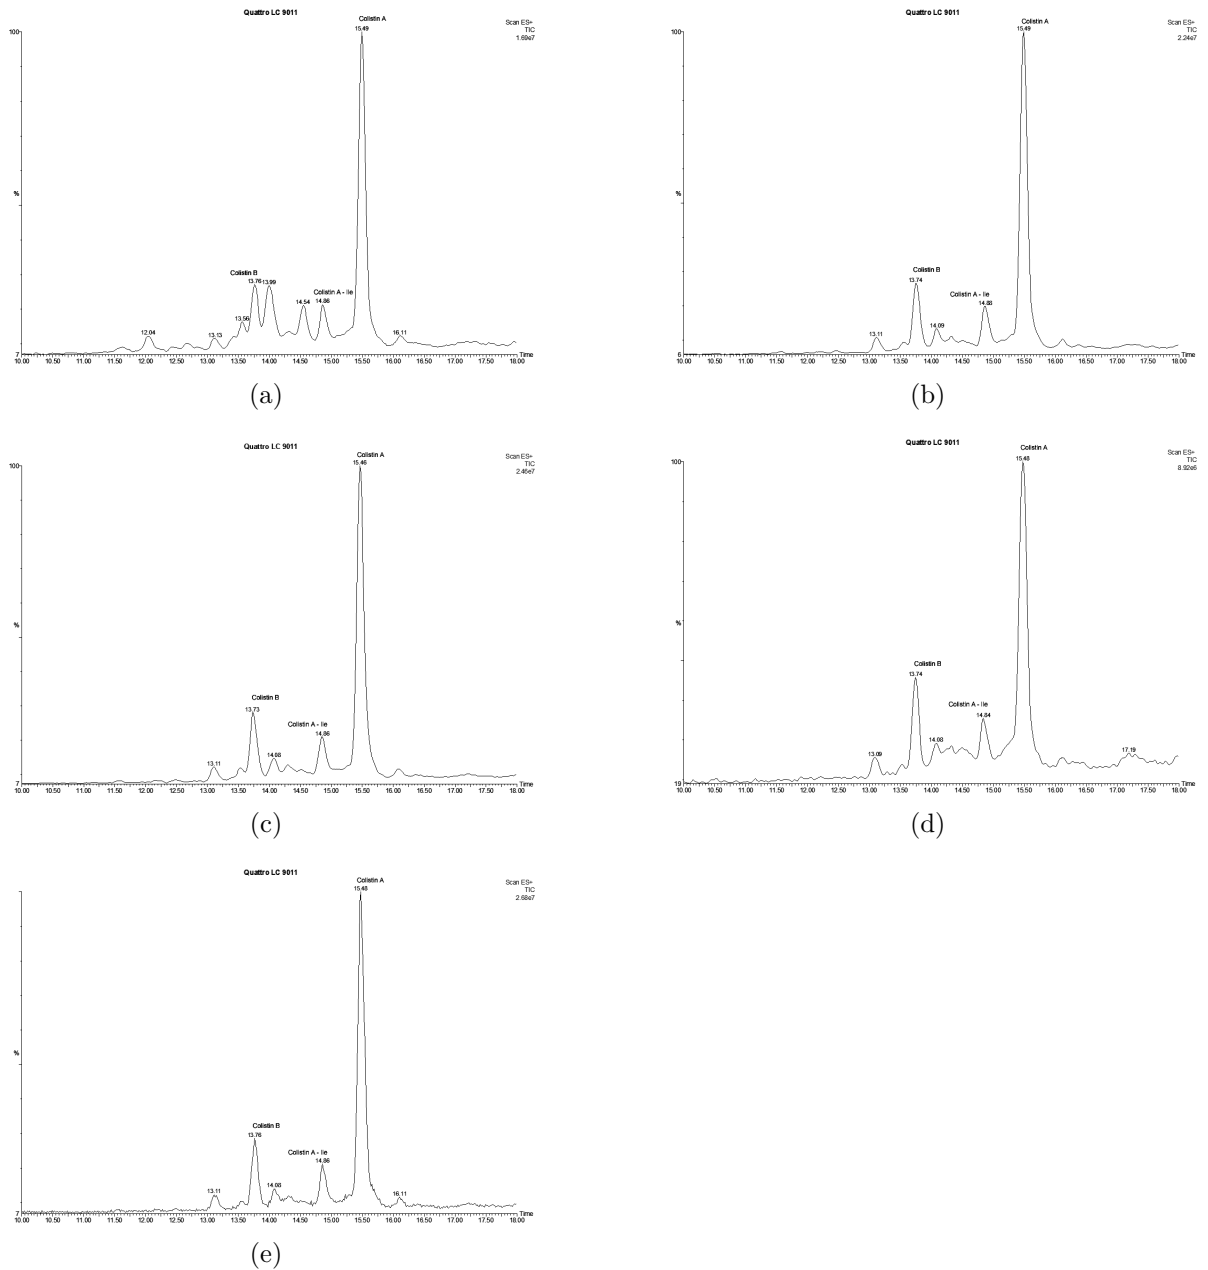 Quattro LC 9011
Colistin A
15.49
Scan ES+
TIC
1.69e7
100
%
Colistin B
13.76
13.99
Colistin A - Ile
14.54
14.86
13.56
12.04
13.13
16.11
7
10.00 10.50 11.00 11.50 12.00 12.50 13.00 13.50 14.00 14.50 15.00 15.50 16.00 16.50 17.00 17.50 18.00
Time
(a)
Quattro LC 9011
Colistin A
15.49
Scan ES+
TIC
2.24e7
100
%
Colistin B
13.74
Colistin A - Ile
14.88
14.09
13.11
6
10.00 10.50 11.00 11.50 12.00 12.50 13.00 13.50 14.00 14.50 15.00 15.50 16.00 16.50 17.00 17.50 18.00
Time
(b)
Quattro LC 9011
Colistin A
15.46
Scan ES+
TIC
2.46e7
100
%
Colistin B
13.73
Colistin A - Ile
14.86
14.08
13.11
7
10.00 10.50 11.00 11.50 12.00 12.50 13.00 13.50 14.00 14.50 15.00 15.50 16.00 16.50 17.00 17.50 18.00
Time
(c)
Quattro LC 9011
Colistin A
15.48
Scan ES+
TIC
8.92e6
100
%
Colistin B
13.74
Colistin A - Ile
14.84
14.08
13.09
17.19
19
10.00 10.50 11.00 11.50 12.00 12.50 13.00 13.50 14.00 14.50 15.00 15.50 16.00 16.50 17.00 17.50 18.00
Time
(d)
Quattro LC 9011
Colistin A
15.48
Scan ES+
TIC
2.68e7
%
Colistin B
13.76
Colistin A - Ile
14.86
14.08
13.11
16.11
7
10.00 10.50 11.00 11.50 12.00 12.50 13.00 13.50 14.00 14.50 15.00 15.50 16.00 16.50 17.00 17.50 18.00
Time
(e)